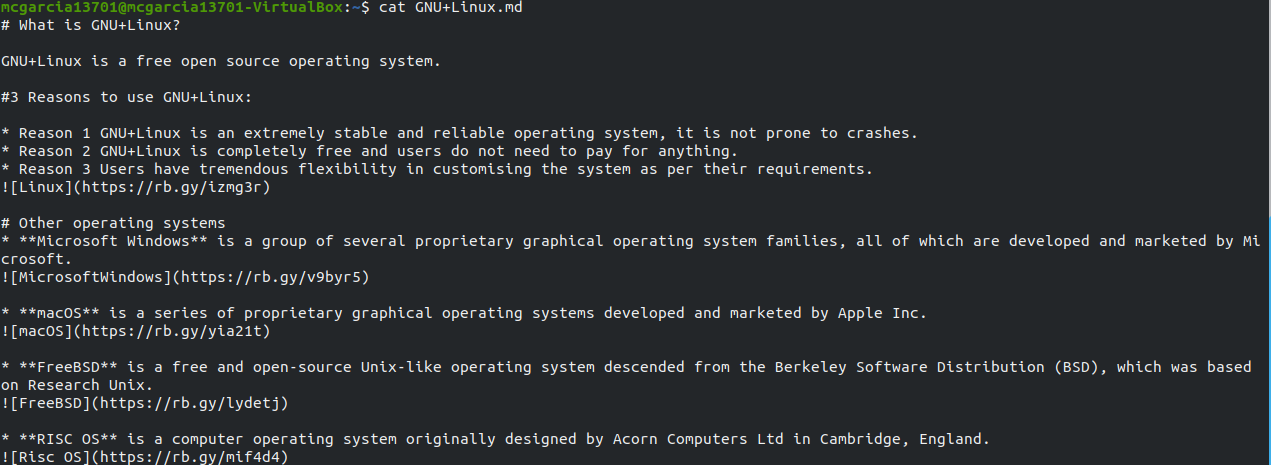 mcgarcia13701@mcgarcia13701-VirtualBox:~$ cat GNU+Linux.md
# What is GNU+Linux?
GNU+Linux is a free open source operating system.
#3 Reasons to use GNU+Linux:
* Reason 1 GNU+Linux is an extremely stable and reliable operating system, it is not prone to crashes.
* Reason 2 GNU+Linux is completely free and users do not need to pay for anything.
* Reason 3 Users have tremendous flexibility in customising the system as per their requirements.
![Linux](https://rb.gy/izmg3r)
# Other operating systems
* **Microsoft Windows** is a group of several proprietary graphical operating system families, all of which are developed and marketed by Mi
crosoft.
![MicrosoftWindows](https://rb.gy/v9byr5)
* **macOS** is a series of proprietary graphical operating systems developed and marketed by Apple Inc.
![macOS](https://rb.gy/yia21t)
* **FreeBSD** is a free and open-source Unix-like operating system descended from the Berkeley Software Distribution (BSD), which was based
on Research Unix.
![FreeBSD](https://rb.gy/lydetj)
* **RISC OS** is a computer operating system originally designed by Acorn Computers Ltd in Cambridge, England.
![Risc OS](https://rb.gy/mif4d4)